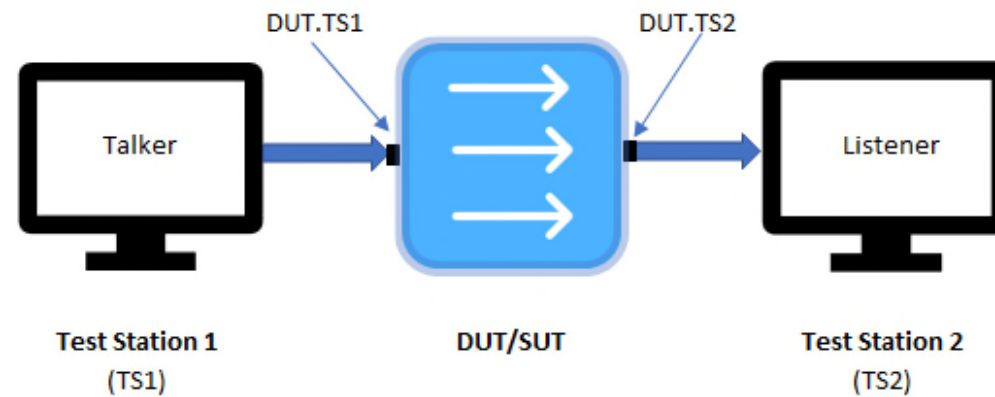 DUT.TS1
DUT.TS2
Talker
Listener
Test Station 1
(TS1)
DUT/SUT
Test Station 2
(TS2)